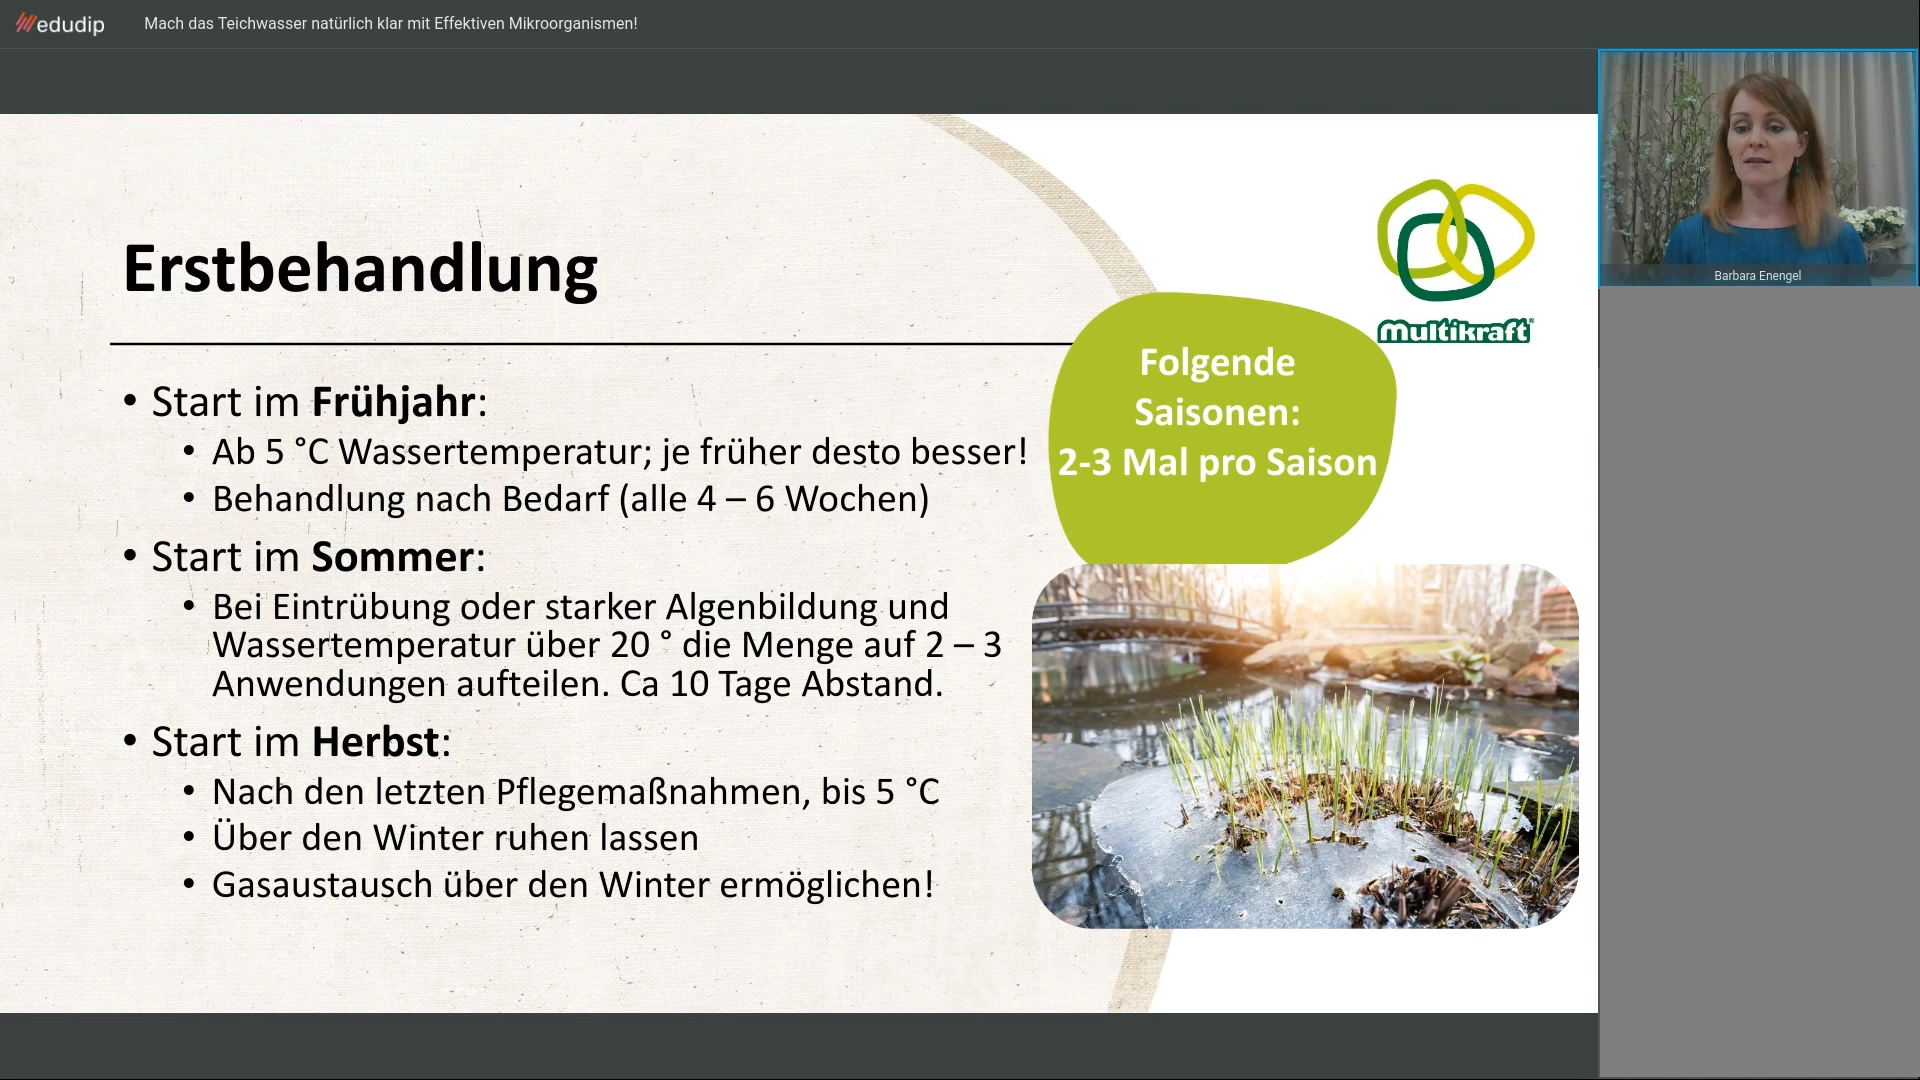 edudip
Mach das Teichwasser natürlich klar mit Effektiven Mikroorganismen!
Barbara Enengel
multikraft®
Erstbehandlung
Folgende
Saisonen:
2-3 Mal pro Saison
• Start im Frühjahr:
• Ab 5 °C Wassertemperatur; je früher desto besser!
• Behandlung nach Bedarf (alle 4 – 6 Wochen)
• Start im Sommer:
• Bei Eintrübung oder starker Algenbildung und
Wassertemperatur über 20 ° die Menge auf 2 – 3
Anwendungen aufteilen. Ca 10 Tage Abstand.
• Start im Herbst:
• Nach den letzten Pflegemaßnahmen, bis 5 °C
• Über den Winter ruhen lassen
• Gasaustausch über den Winter ermöglichen!